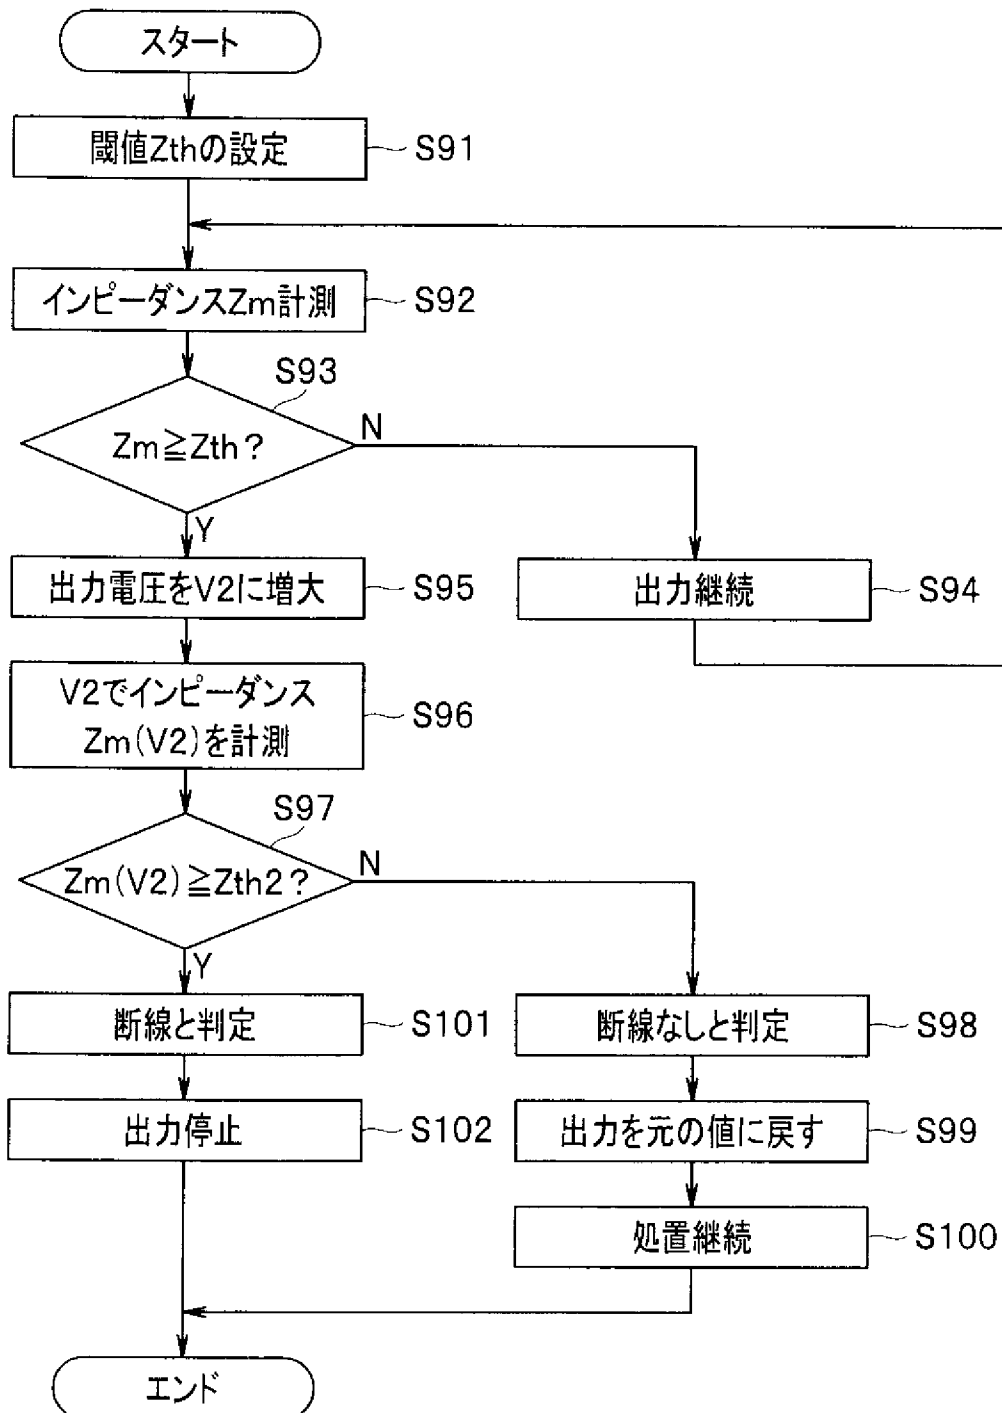 スタート
閾値Zthの設定
S91
インピーダンスZm計測
S92
S93
Zm≧Zth?
N
Y
出力電圧をV2に増大
S95
出力継続
S94
V2でインピーダンス
Zm(V2)を計測
S96
S97
Zm(V2)≧Zth2?
N
Y
断線と判定
S101
断線なしと判定
S98
出力停止
S102
出力を元の値に戻す
S99
処置継続
S100
エンド